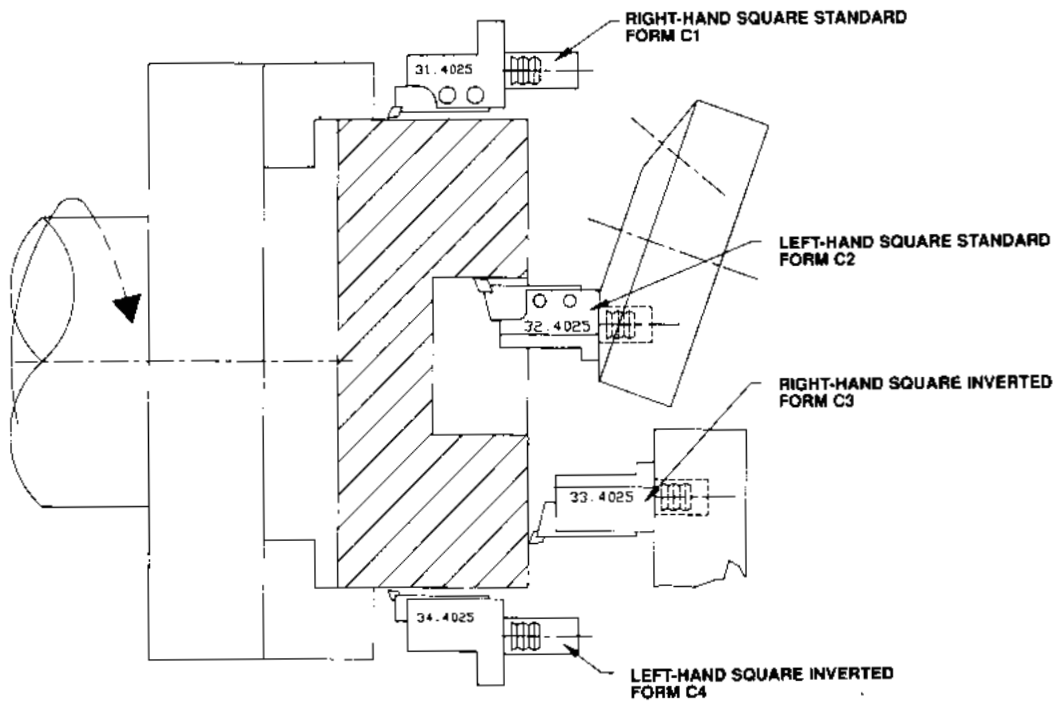 RIGHT-HAND SQUARE STANDARD
FORM C1
31.4025
LEFT-HAND SQUARE STANDARD
FORM C2
32.4025
RIGHT-HAND SQUARE INVERTED
FORM C3
33.4025
34.4025
LEFT-HAND SQUARE INVERTED
FORM C4